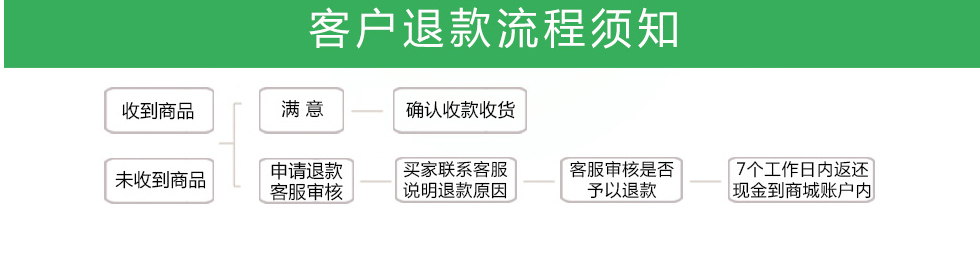 客户退款流程须知
收到商品
满 意
确认收款收货
未收到商品
申请退款
客服审核
买家联系客服
说明退款原因
客服审核是否
予以退款
7个工作日内返还
现金到商城账户内